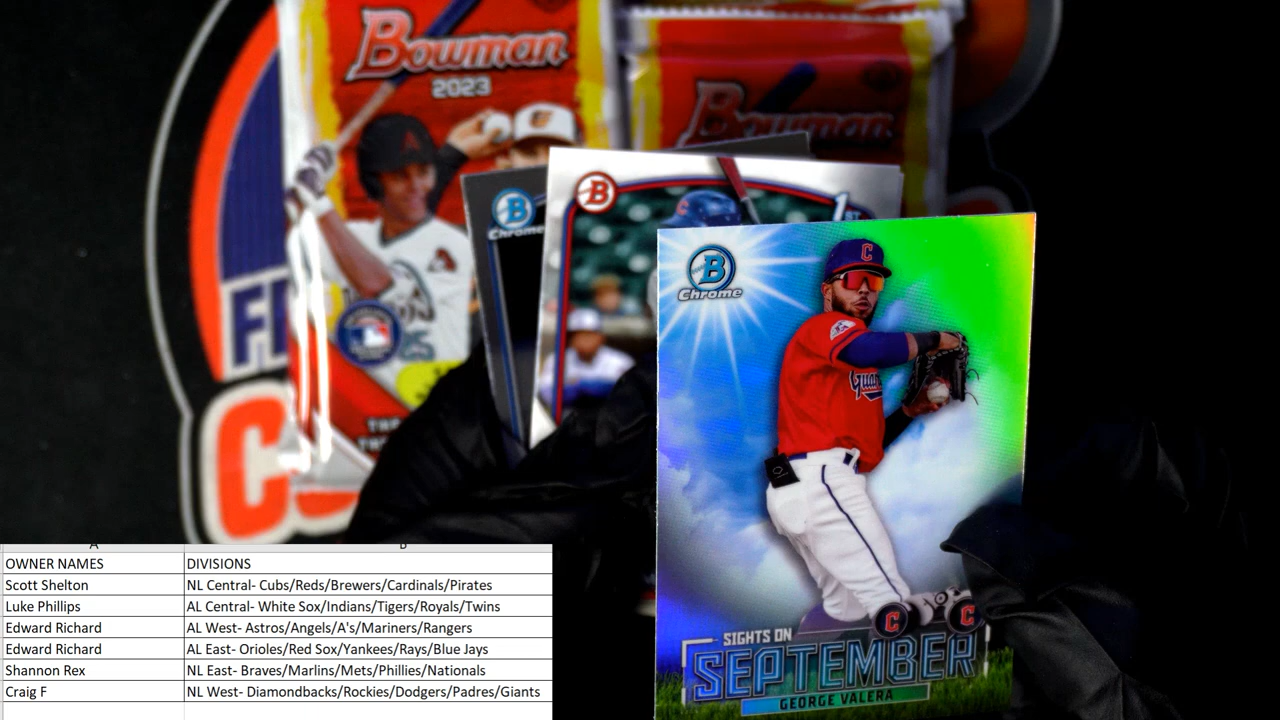 Bowman
2023
Bowman
B
Chrome
B
1ST
B
Chrome
C
A
25
C
Guar
C
C
SIGHTS ON
SEPTEMBER
GEORGE VALERA
A
B
OWNER NAMES DIVISIONS
Scott Shelton NL Central- Cubs/Reds/Brewers/Cardinals/Pirates
Luke Phillips AL Central- White Sox/Indians/Tigers/Royals/Twins
Edward Richard AL West- Astros/Angels/A's/Mariners/Rangers
Edward Richard AL East- Orioles/Red Sox/Yankees/Rays/Blue Jays
Shannon Rex NL East- Braves/Marlins/Mets/Phillies/Nationals
Craig F NL West- Diamondbacks/Rockies/Dodgers/Padres/Giants